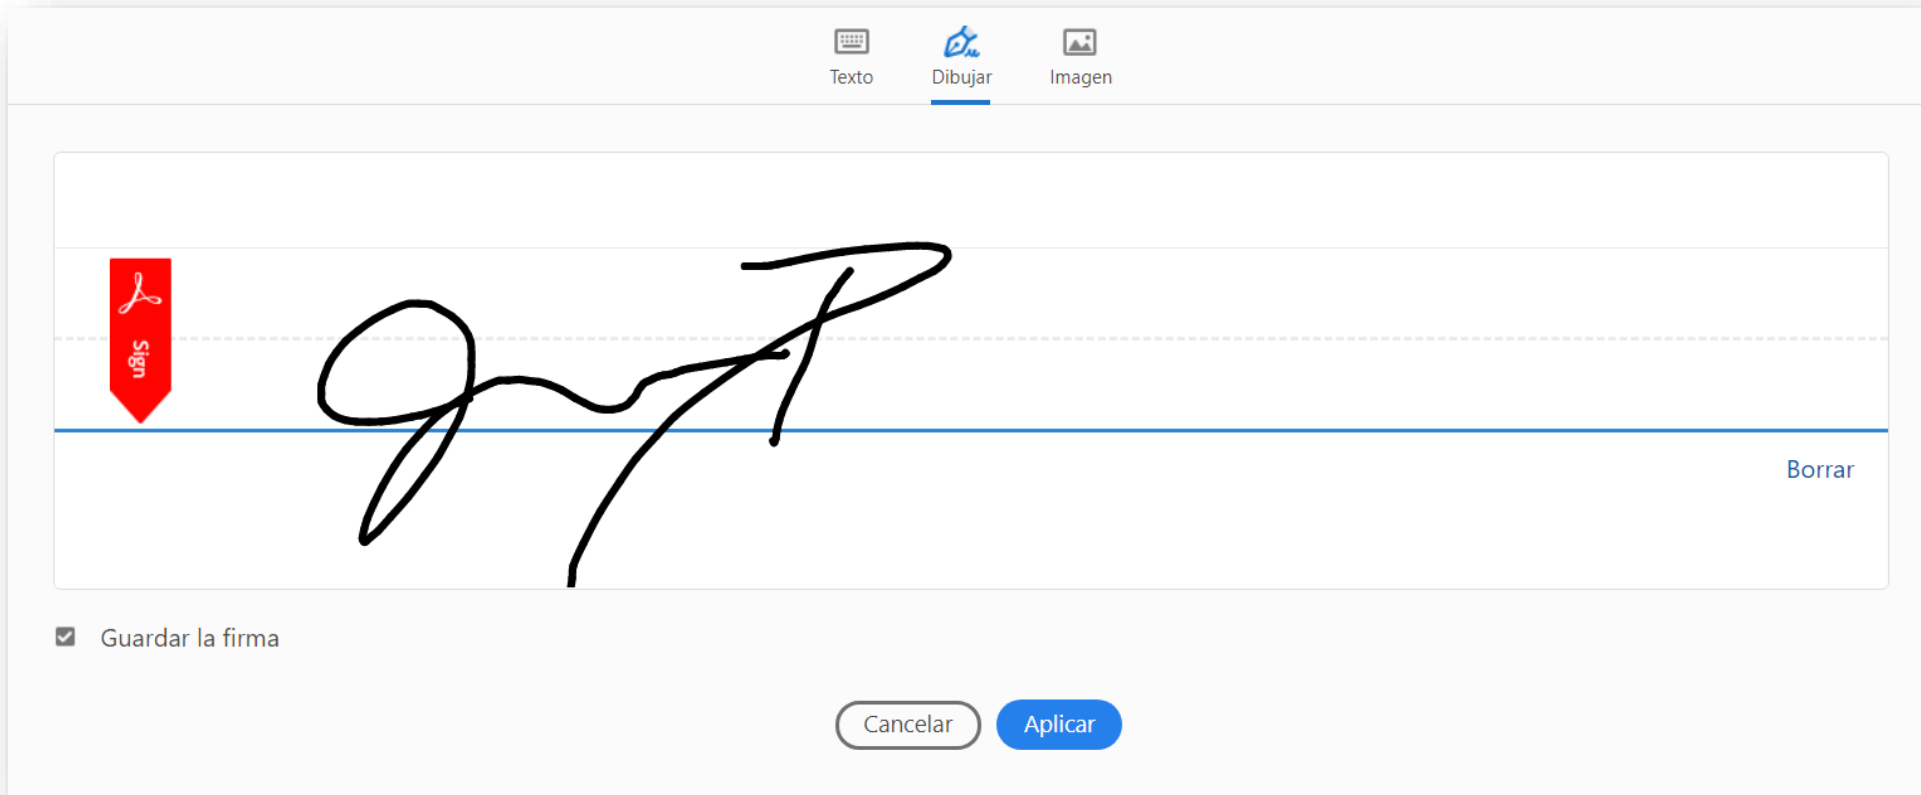 Texto Dibujar Imagen
Sign
Borrar
Guardar la firma
Cancelar Aplicar